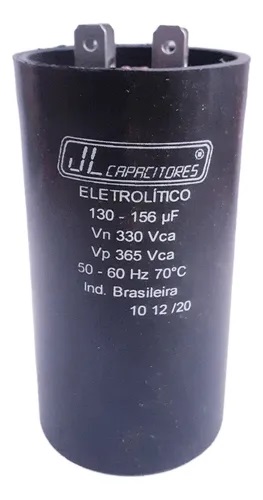 JL CAPACITORES ®
ELETROLÍTICO
130 - 156 µF
Vn 330 Vca
Vp 365 Vca
50 - 60 Hz 70°C
Ind. Brasileira
10 12 /20